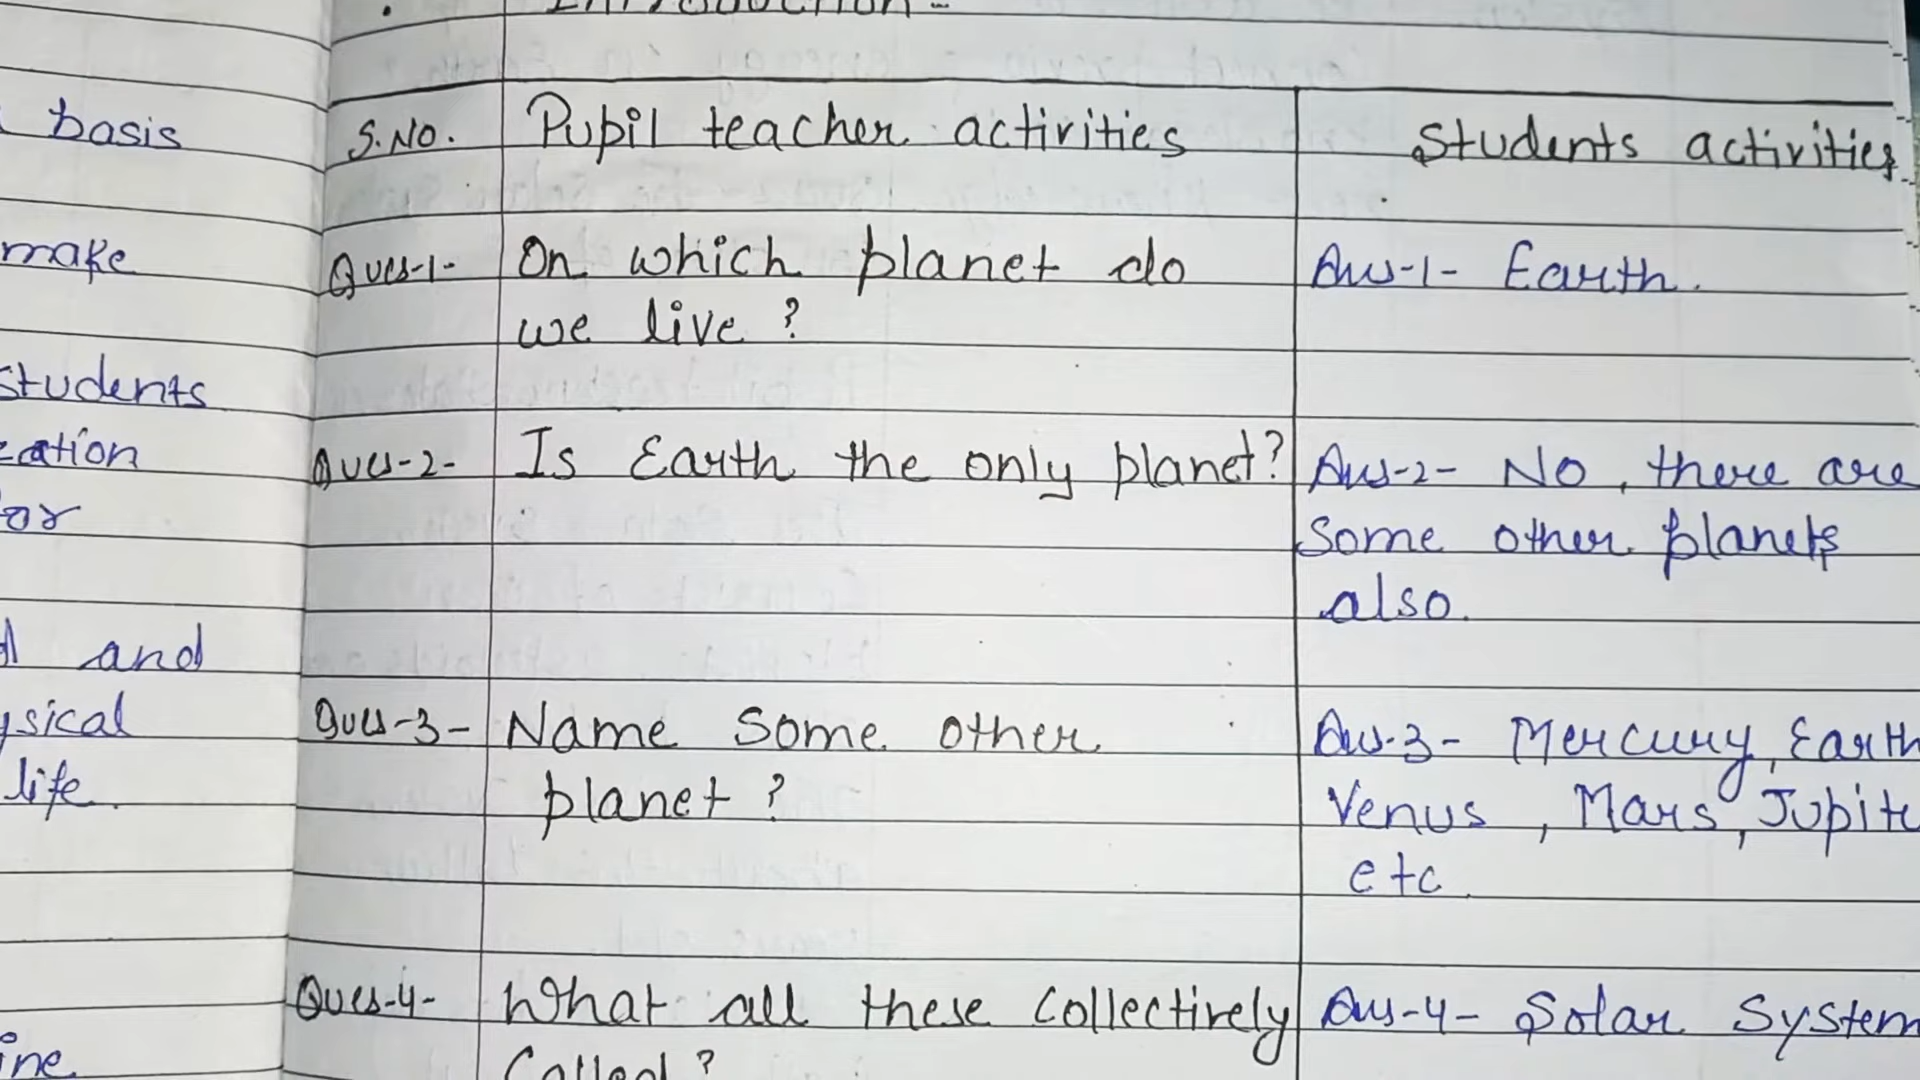 Introduction-
basis
make
students
and
life.
S.No. Pupil teacher activities Students activities
Ques-1- On which planet do Ans-1- Earth.
we live ?
Ques-2- Is Earth the only planet? Ans-2- No, there are
some other planets
also.
Ques-3- Name some other Ans-3- Mercury, Earth
planet ? Venus, Mars, Jupite
etc.
Ques-4- What all these collectively Ans-4- Solar System
Called ?